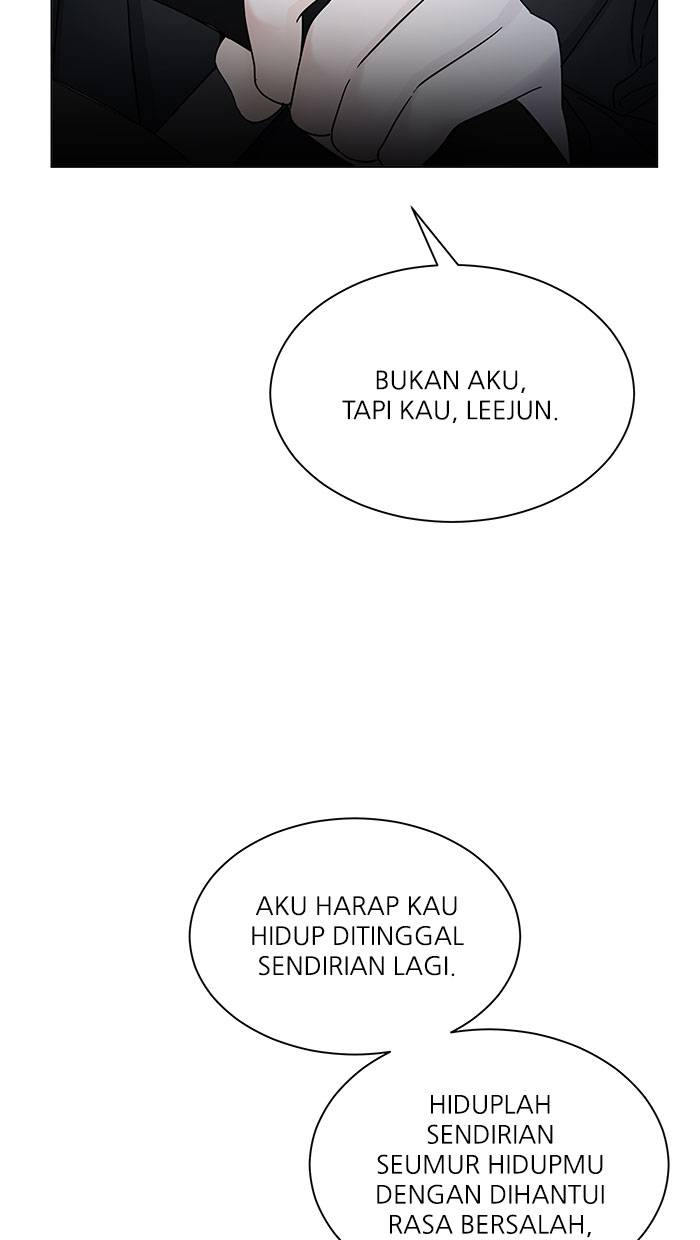 BUKAN AKU,
TAPI KAU, LEEJUN.
AKU HARAP KAU
HIDUP DITINGGAL
SENDIRIAN LAGI.
HIDUPLAH
SENDIRIAN
SEUMUR HIDUPMU
DENGAN DIHANTUI
RASA BERSALAH,